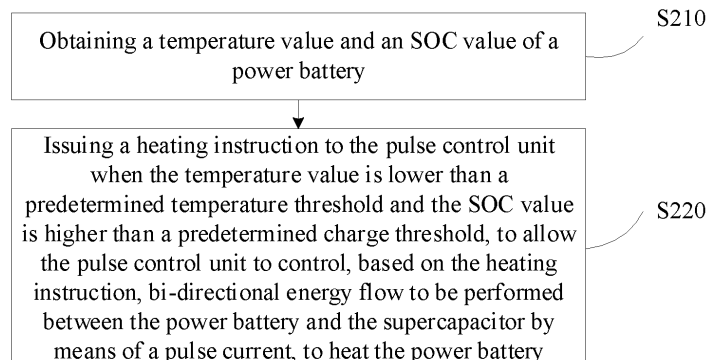 S210
Obtaining a temperature value and an SOC value of a
power battery
Issuing a heating instruction to the pulse control unit
when the temperature value is lower than a
predetermined temperature threshold and the SOC value
is higher than a predetermined charge threshold, to allow
the pulse control unit to control, based on the heating
instruction, bi-directional energy flow to be performed
between the power battery and the supercapacitor by
means of a pulse current, to heat the power battery
S220